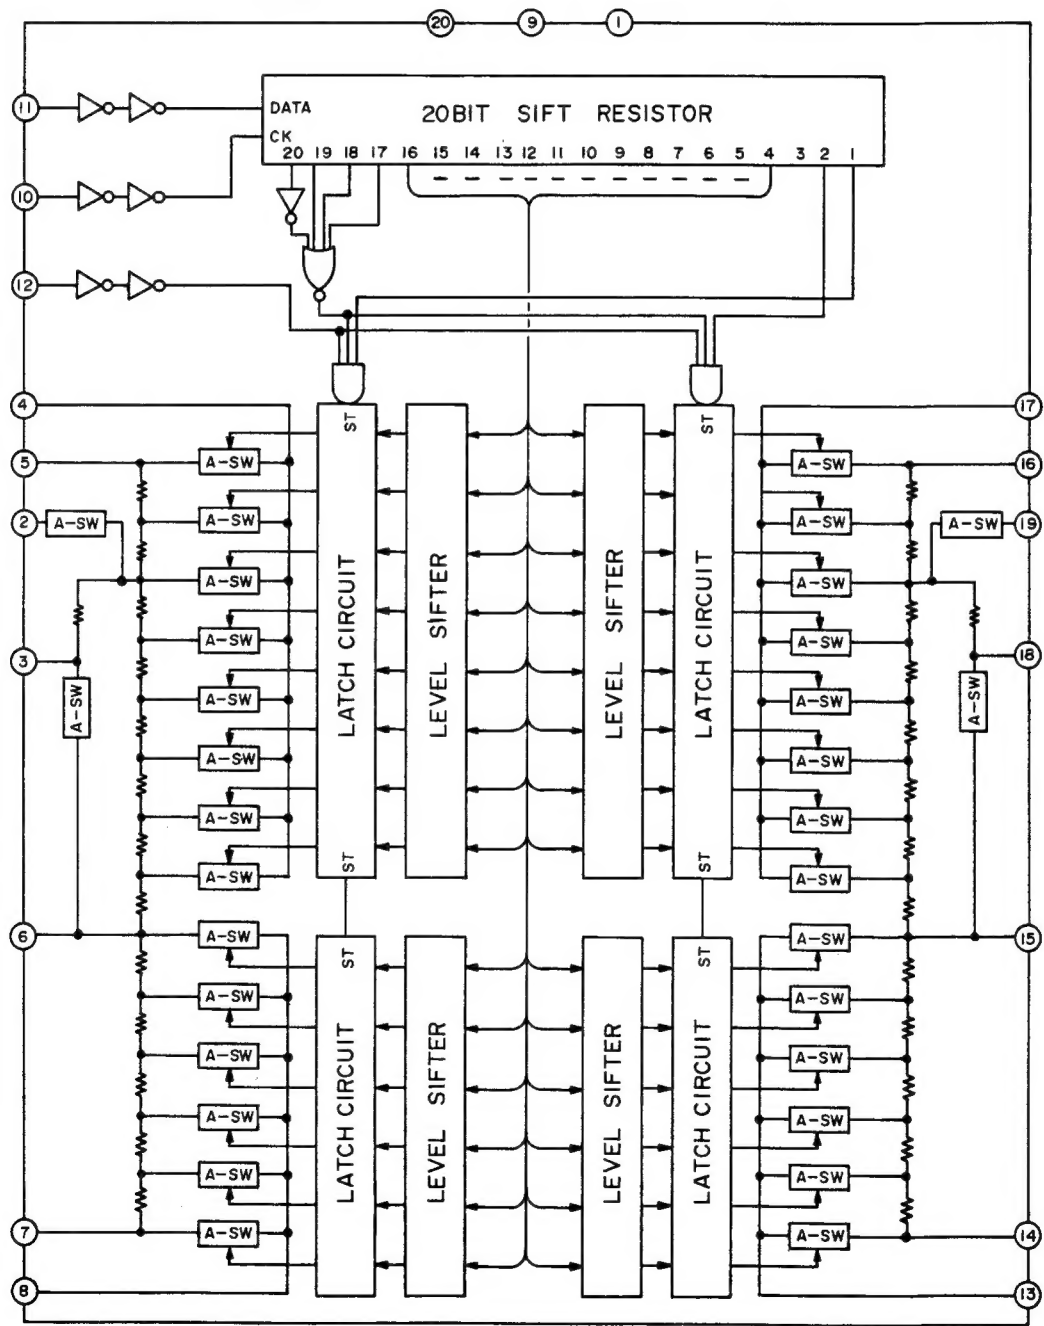 20 9 1
11 DATA 20BIT SIFT RESISTOR
CK
20 19 18 17 16 15 14 13 12 11 10 9 8 7 6 5 4 3 2 1
10
12
4 ST ST 17
5 A-SW A-SW 16
2 A-SW A-SW A-SW A-SW 19
A-SW A-SW
A-SW A-SW
3 18
A-SW A-SW
A-SW A-SW
LATCH CIRCUIT LEVEL SIFTER LEVEL SIFTER LATCH CIRCUIT
A-SW A-SW
A-SW A-SW
A-SW A-SW
ST ST
6 A-SW A-SW 15
ST ST
A-SW A-SW
A-SW A-SW
LATCH CIRCUIT LEVEL SIFTER LEVEL SIFTER LATCH CIRCUIT
A-SW A-SW
A-SW A-SW
7 A-SW A-SW 14
8 13